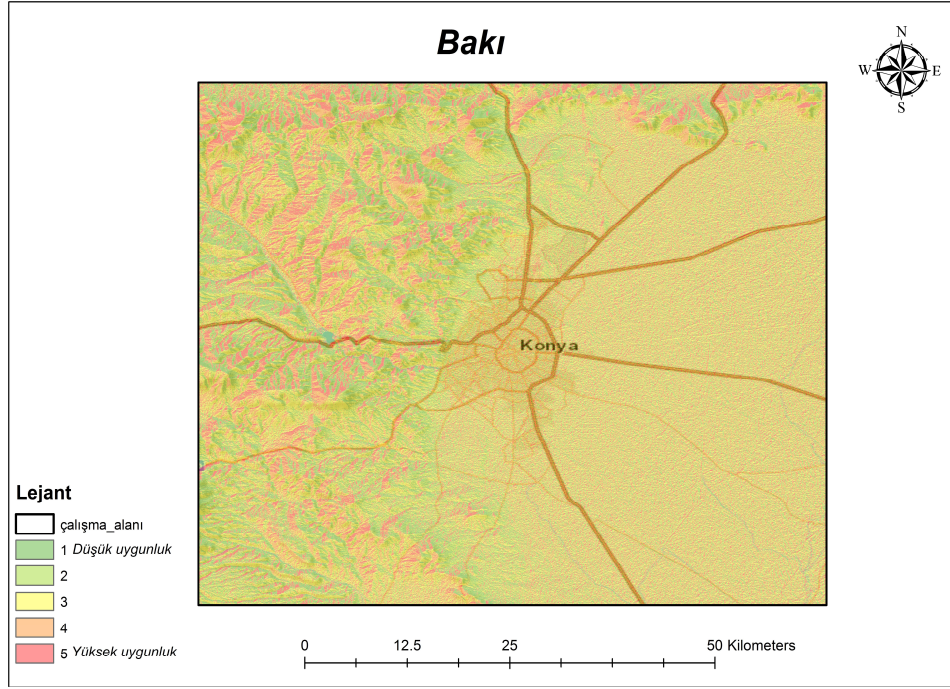 Bakı
N
W E
S
Konya
Lejant
çalışma_alanı
1 Düşük uygunluk
2
3
4
5 Yüksek uygunluk
0 12.5 25 50 Kilometers